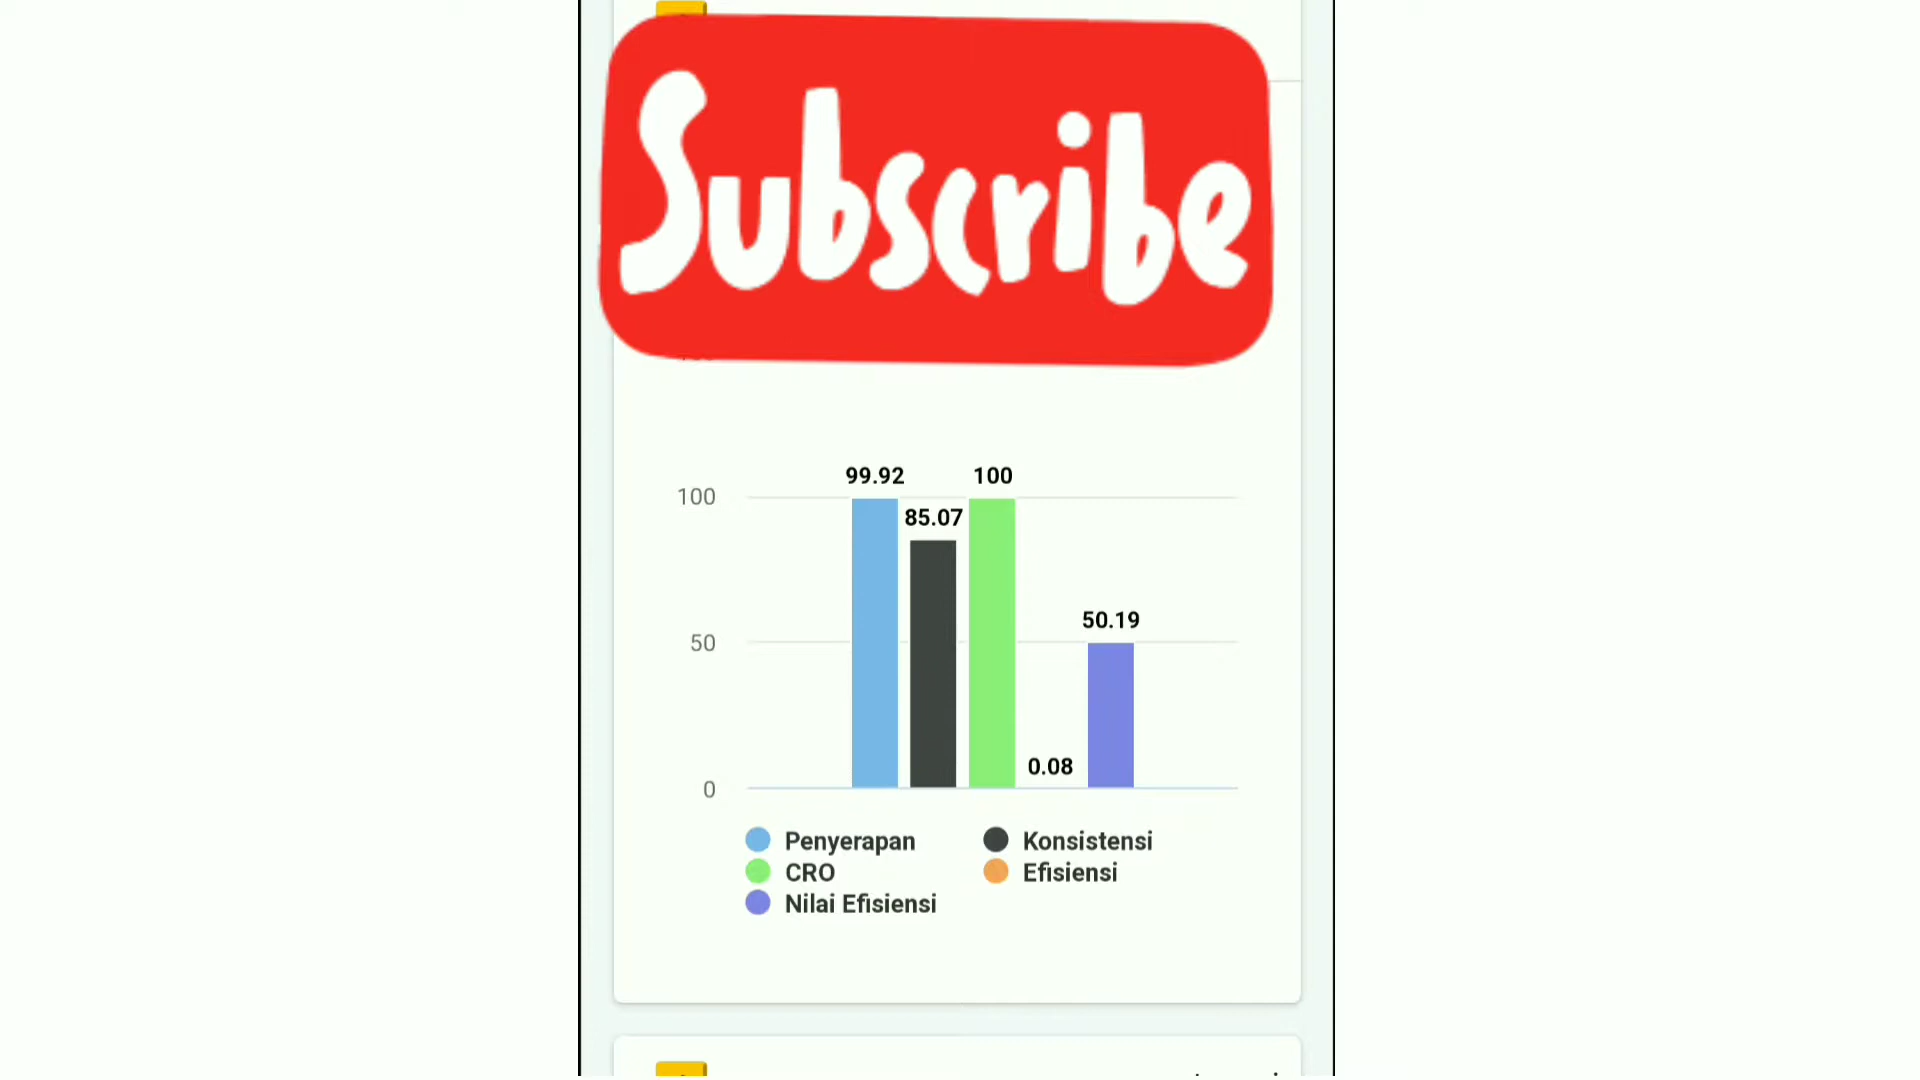 Subscribe
99.92 100
100
85.07
50.19
50
0.08
0
Penyerapan Konsistensi
CRO Efisiensi
Nilai Efisiensi